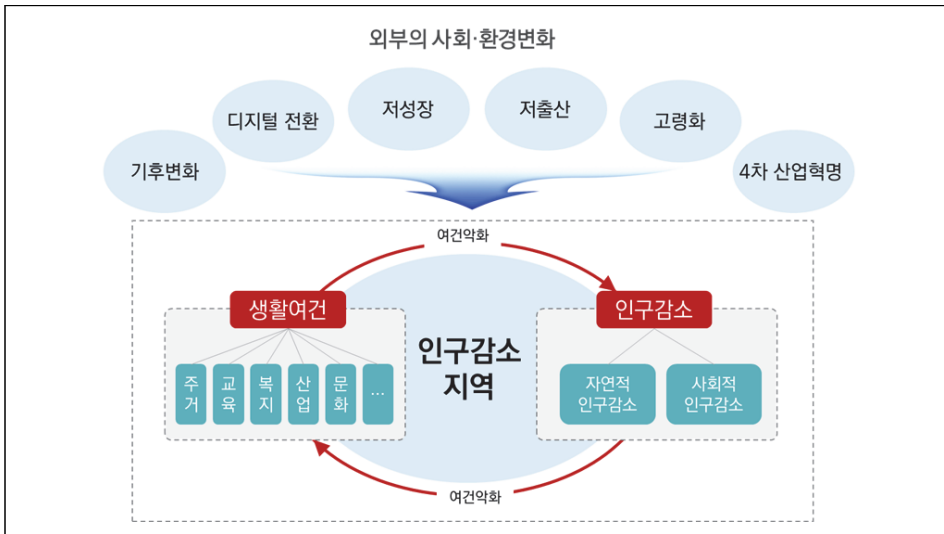 외부의 사회·환경변화
기후변화
디지털 전환
저성장
저출산
고령화
4차 산업혁명
여건악화
생활여건
주거
교육
복지
산업
문화
...
인구감소
지역
인구감소
자연적
인구감소
사회적
인구감소
여건악화